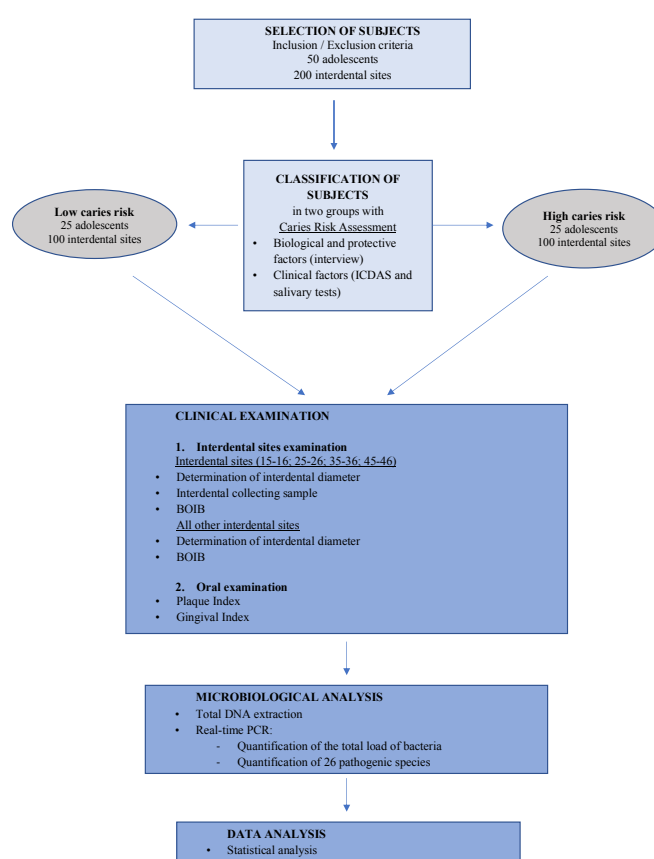 SELECTION OF SUBJECTS
Inclusion / Exclusion criteria
50 adolescents
200 interdental sites
CLASSIFICATION OF
SUBJECTS
in two groups with
Caries Risk Assessment
• Biological and protective
factors (interview)
• Clinical factors (ICDAS and
salivary tests)
Low caries risk
25 adolescents
100 interdental sites
High caries risk
25 adolescents
100 interdental sites
CLINICAL EXAMINATION
1. Interdental sites examination
Interdental sites (15-16; 25-26; 35-36; 45-46)
• Determination of interdental diameter
• Interdental collecting sample
• BOIB
All other interdental sites
• Determination of interdental diameter
• BOIB
2. Oral examination
• Plaque Index
• Gingival Index
MICROBIOLOGICAL ANALYSIS
• Total DNA extraction
• Real-time PCR:
- Quantification of the total load of bacteria
- Quantification of 26 pathogenic species
DATA ANALYSIS
• Statistical analysis